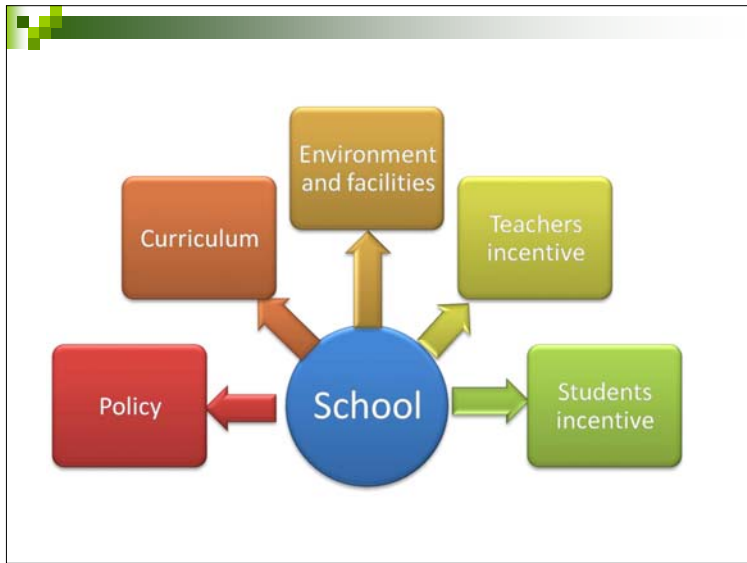 Environment
and facilities
Curriculum
Teachers
incentive
Policy
School
Students
incentive